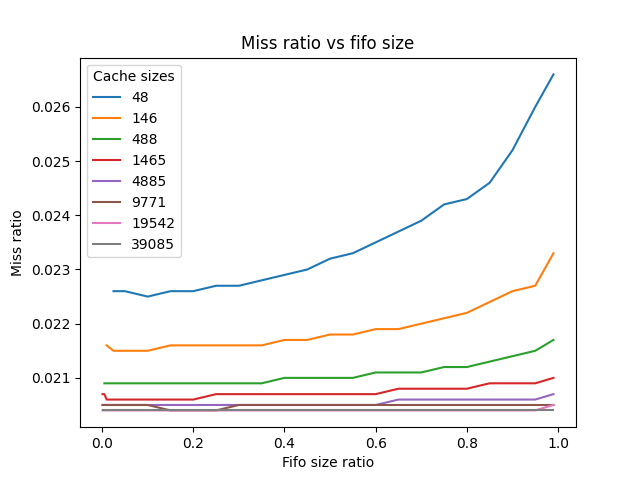 Miss ratio vs fifo size
Cache sizes
48
146
488
1465
4885
9771
19542
39085
Miss ratio
0.026
0.025
0.024
0.023
0.022
0.021
0.0 0.2 0.4 0.6 0.8 1.0
Fifo size ratio